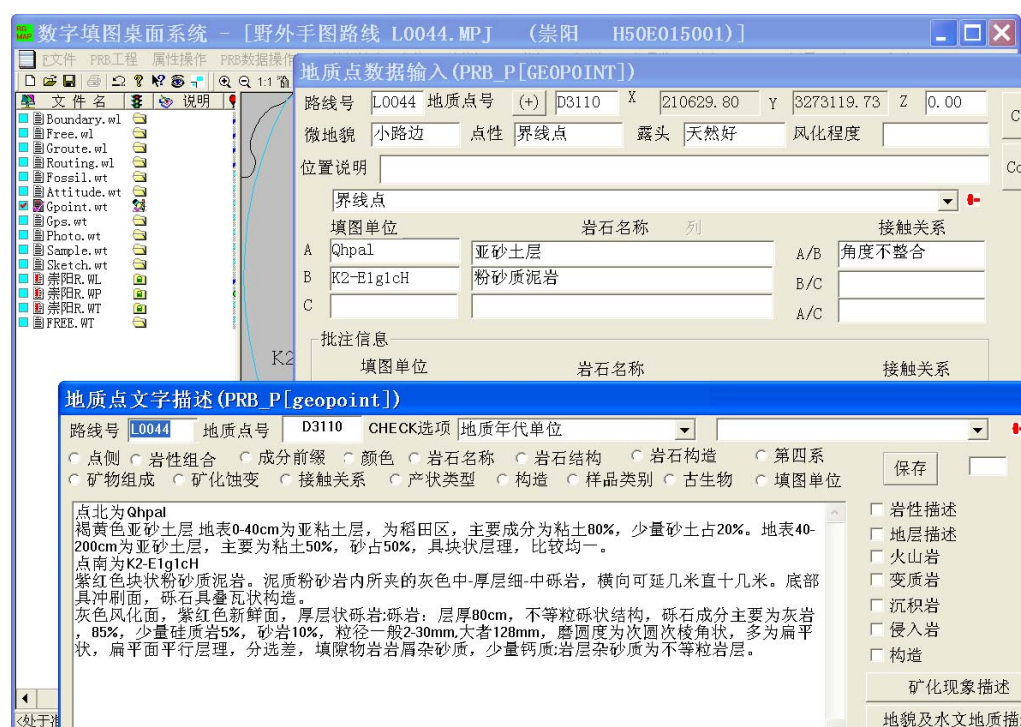 数字填图桌面系统 - [野外手图路线 L0044.MPJ (崇阳 H50E015001)]
F文件 PRB工程 属性操作 PRB数据操作
1:1
文件名 说明
Boundary.wl
Free.wl
Groute.wl
Routing.wl
Fossil.wt
Attitude.wt
Gpoint.wt
Gps.wt
Photo.wt
Sample.wt
Sketch.wt
崇阳R.WL
崇阳R.WP
崇阳R.WT
FREE.WT
K2
地质点数据输入(PRB_P[GEOPOINT])
路线号 L0044 地质点号 (+) D3110 X 210629.80 Y 3273119.73 Z 0.00
微地貌 小路边 点性 界线点 露头 天然好 风化程度
位置说明
界线点
填图单位 岩石名称 列 接触关系
A Qhpal 亚砂土层 A/B 角度不整合
B K2-E1g1cH 粉砂质泥岩 B/C
C A/C
批注信息
填图单位 岩石名称 接触关系
地质点文字描述(PRB_P[geopoint])
路线号 L0044 地质点号 D3110 CHECK选项 地质年代单位
点侧 岩性组合 成分前缀 颜色 岩石名称 岩石结构 岩石构造 第四系
矿物组成 矿化蚀变 接触关系 产状类型 构造 样品类别 古生物 填图单位
保存
点北为Qhpal
褐黄色亚砂土层 地表0-40cm为亚粘土层，为稻田区，主要成分为粘土80%，少量砂土占20%。地表40-
200cm为亚砂土层，主要为粘土50%，砂占50%，具块状层理，比较均一。
点南为K2-E1g1cH
紫红色块状粉砂质泥岩。泥质粉砂岩内所夹的灰色中-厚层细-中砾岩，横向可延几米直十几米。底部
具冲刷面，砾石具叠瓦状构造。
灰色风化面，紫红色新鲜面，厚层状砾岩:砾岩：层厚80cm，不等粒砾状结构，砾石成分主要为灰岩
，85%，少量硅质岩5%，砂岩10%，粒径一般2-30mm,大者128mm，磨圆度为次圆次棱角状，多为扁平
状，扁平面平行层理，分选差，填隙物岩岩屑杂砂质，少量钙质:岩层杂砂质为不等粒岩层。
岩性描述
地层描述
火山岩
变质岩
沉积岩
侵入岩
构造
矿化现象描述
地貌及水文地质描